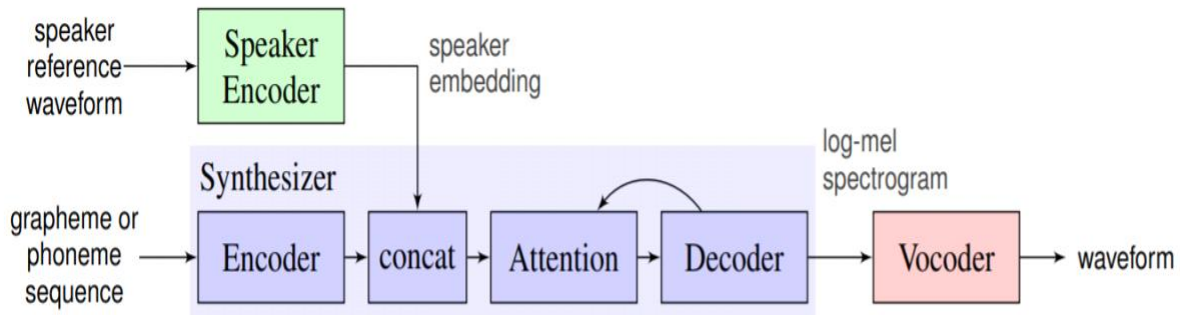 speaker
reference
waveform
Speaker
Encoder
speaker
embedding
Synthesizer
log-mel
spectrogram
grapheme or
phoneme
sequence
Encoder
concat
Attention
Decoder
Vocoder
waveform